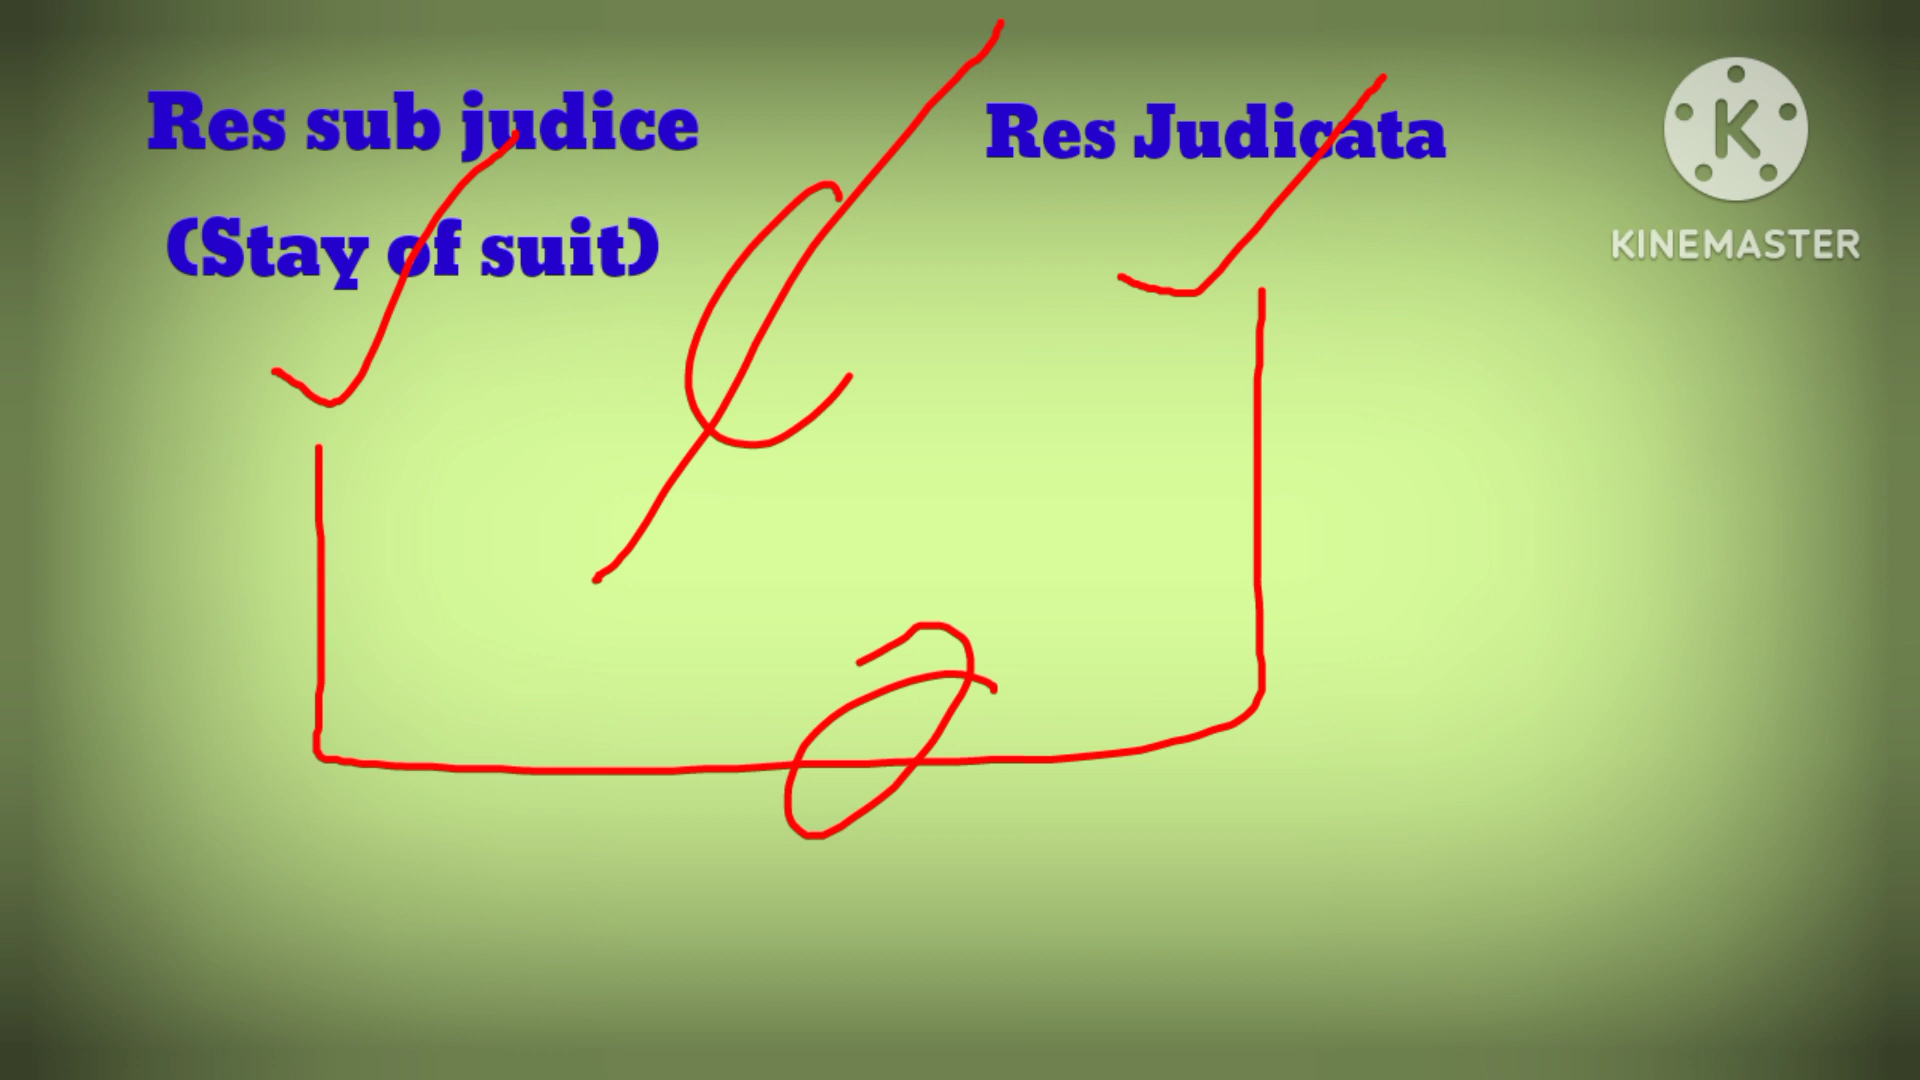 Res sub judice
(Stay of suit)
Res Judicata
K
KINEMASTER